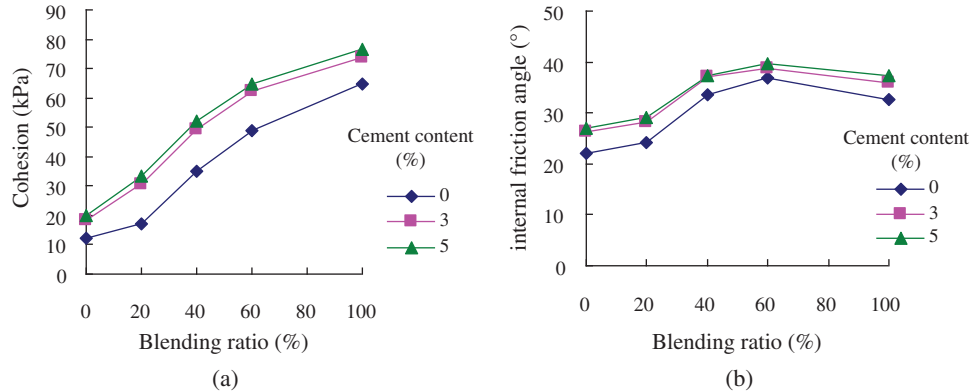 90
80
70
60
50
40
30
20
10
0
Cohesion (kPa)
0 20 40 60 80 100
Blending ratio (%)
Cement content
(%)
0
3
5
(a)
50
40
30
20
10
0
internal friction angle (°)
0 20 40 60 80 100
Blending ratio (%)
Cement content
(%)
0
3
5
(b)